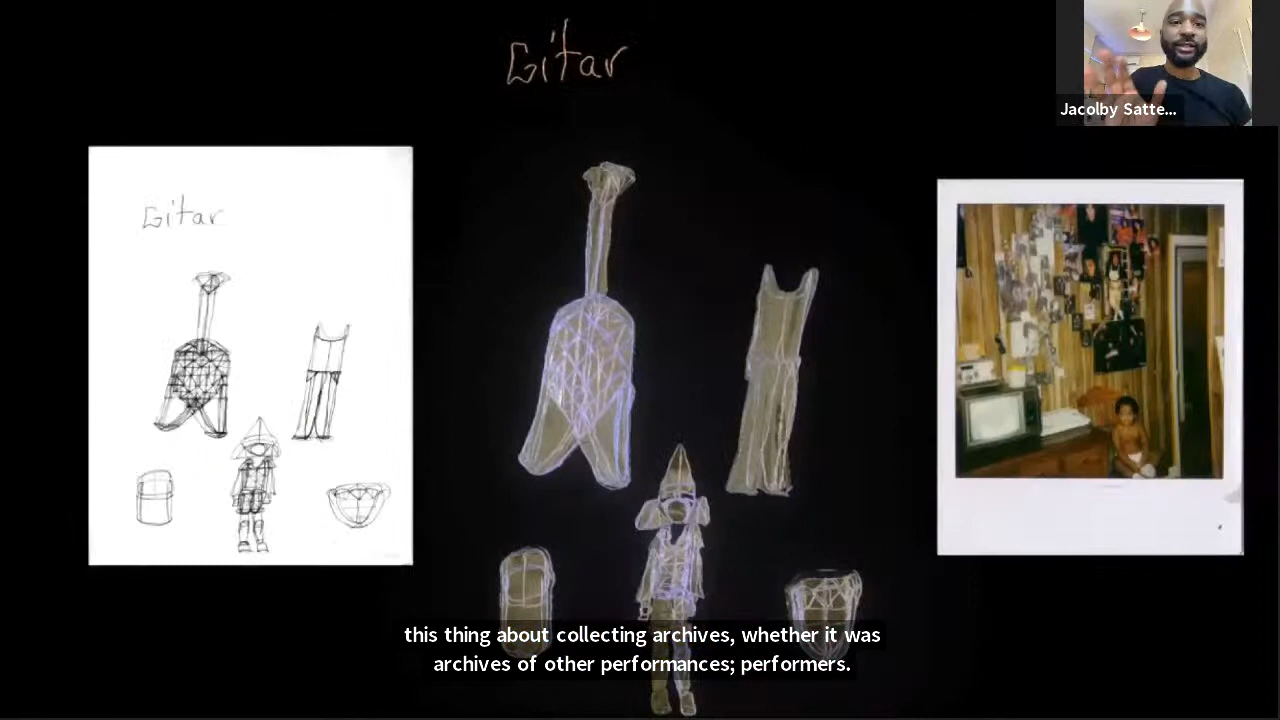 Gitar
Jacolby Satte...
Gitar
this thing about collecting archives, whether it was
archives of other performances; performers.